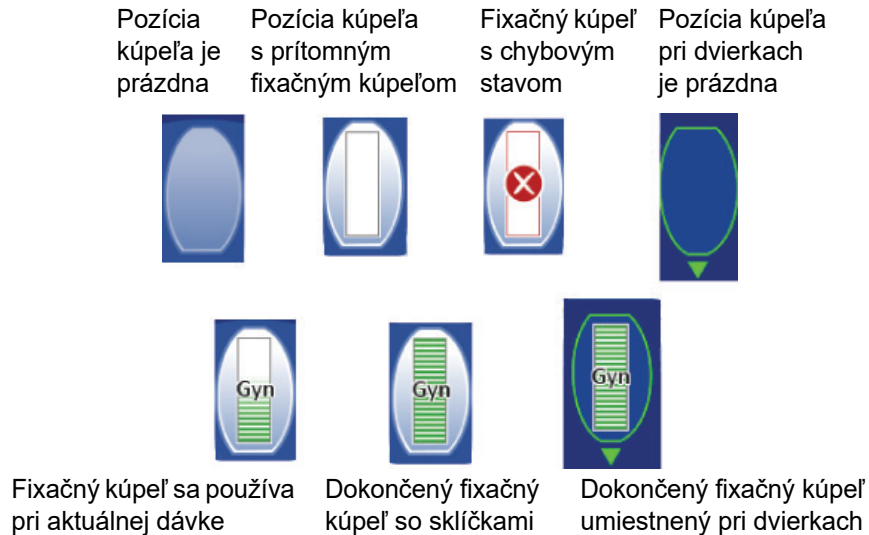 Pozícia
kúpeľa je
prázdna
Pozícia kúpeľa
s prítomným
fixačným kúpeľom
Fixačný kúpeľ
s chybovým
stavom
Pozícia kúpeľa
pri dvierkach
je prázdna
Gyn
Gyn
Gyn
Fixačný kúpeľ sa používa
pri aktuálnej dávke
Dokončený fixačný
kúpeľ so sklíčkami
Dokončený fixačný kúpeľ
umiestnený pri dvierkach